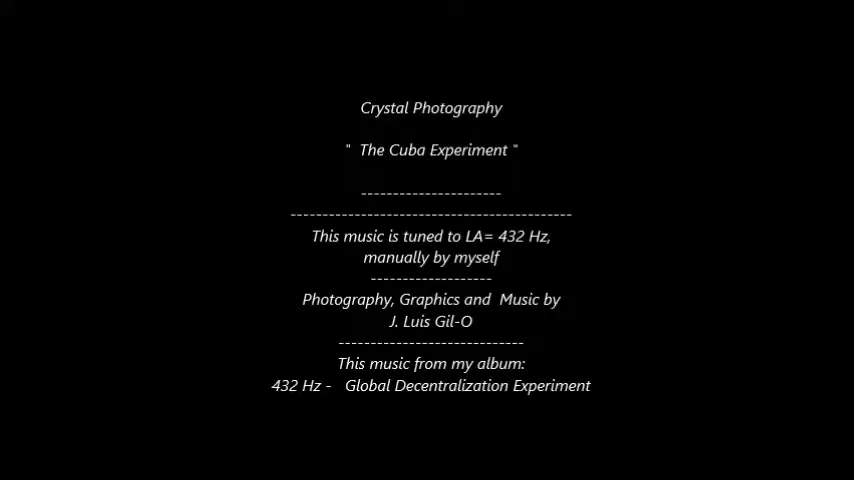 Crystal Photography
" The Cuba Experiment "
----------------------
--------------------------------------------
This music is tuned to LA= 432 Hz,
manually by myself
-------------------
Photography, Graphics and Music by
J. Luis Gil-O
-----------------------------
This music from my album:
432 Hz - Global Decentralization Experiment